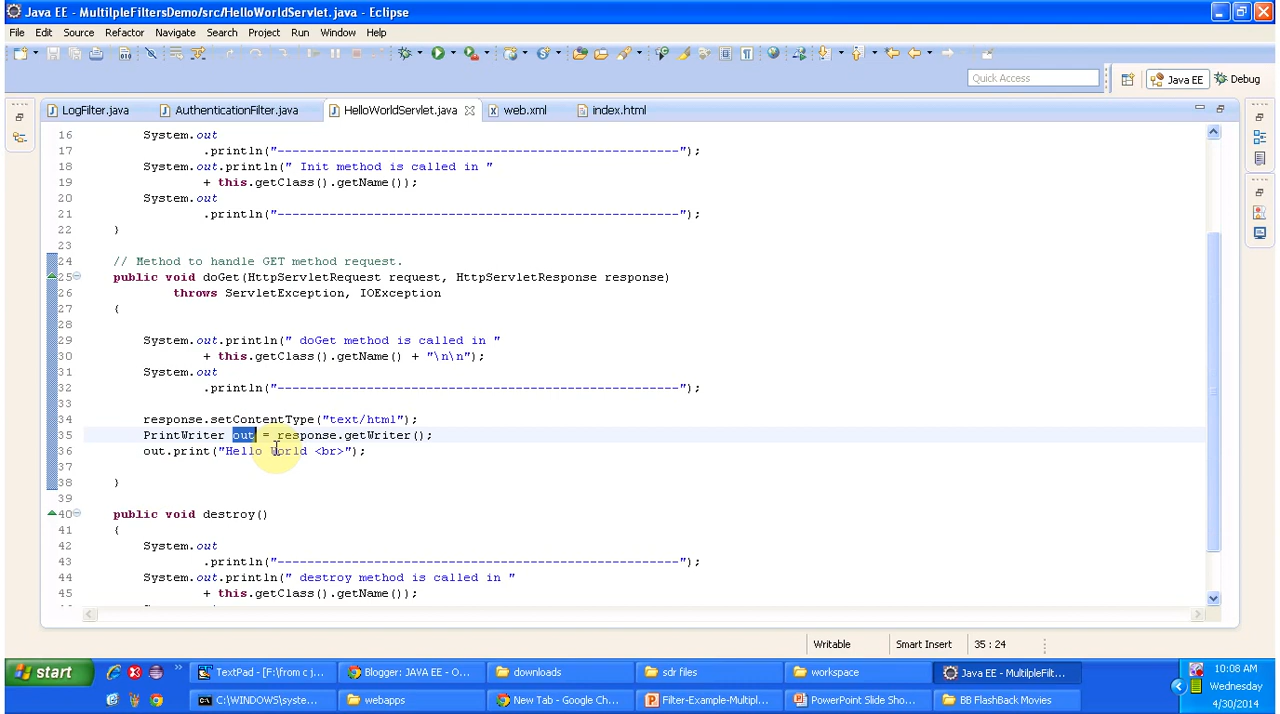 Java EE - MultilpleFiltersDemo/src/HelloWorldServlet. java - Eclipse
File Edit Source Refactor Navigate Search Project Run Window Help
Quick Access
Java EE
Debug
LogFilter.java
AuthenticationFilter.java
HelloWorldServlet.java
web.xml
index.html
16 System.out
17 .println("------------------------------------------------------");
18 System.out.println(" Init method is called in "
19 + this.getClass().getName());
20 System.out
21 .println("------------------------------------------------------");
22 }
23
24 // Method to handle GET method request.
25 public void doGet(HttpServletRequest request, HttpServletResponse response)
26 throws ServletException, IOException
27 {
28
29 System.out.println(" doGet method is called in "
30 + this.getClass().getName() + "\n\n");
31 System.out
32 .println("------------------------------------------------------");
33
34 response.setContentType("text/html");
35 PrintWriter out = response.getWriter();
36 out.print("Hello World <br>");
37
38 }
39
40 public void destroy()
41 {
42 System.out
43 .println("------------------------------------------------------");
44 System.out.println(" destroy method is called in "
45 + this.getClass().getName());
Writable
Smart Insert
35 : 24
start
TextPad - [F:\from c j...
Blogger: JAVA EE - O...
downloads
sdr files
workspace
Java EE - MultilpleFilt...
10:08 AM
C:\WINDOWS\syste...
webapps
New Tab - Google Ch...
Filter-Example-Multipl...
PowerPoint Slide Sho...
BB FlashBack Movies
Wednesday
4/30/2014